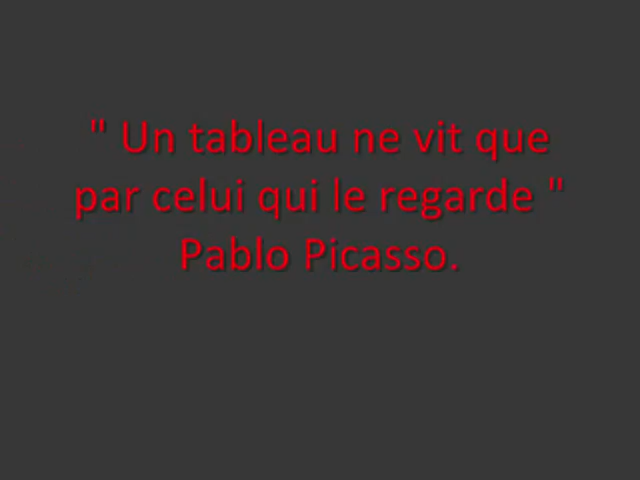 " Un tableau ne vit que
par celui qui le regarde "
Pablo Picasso.